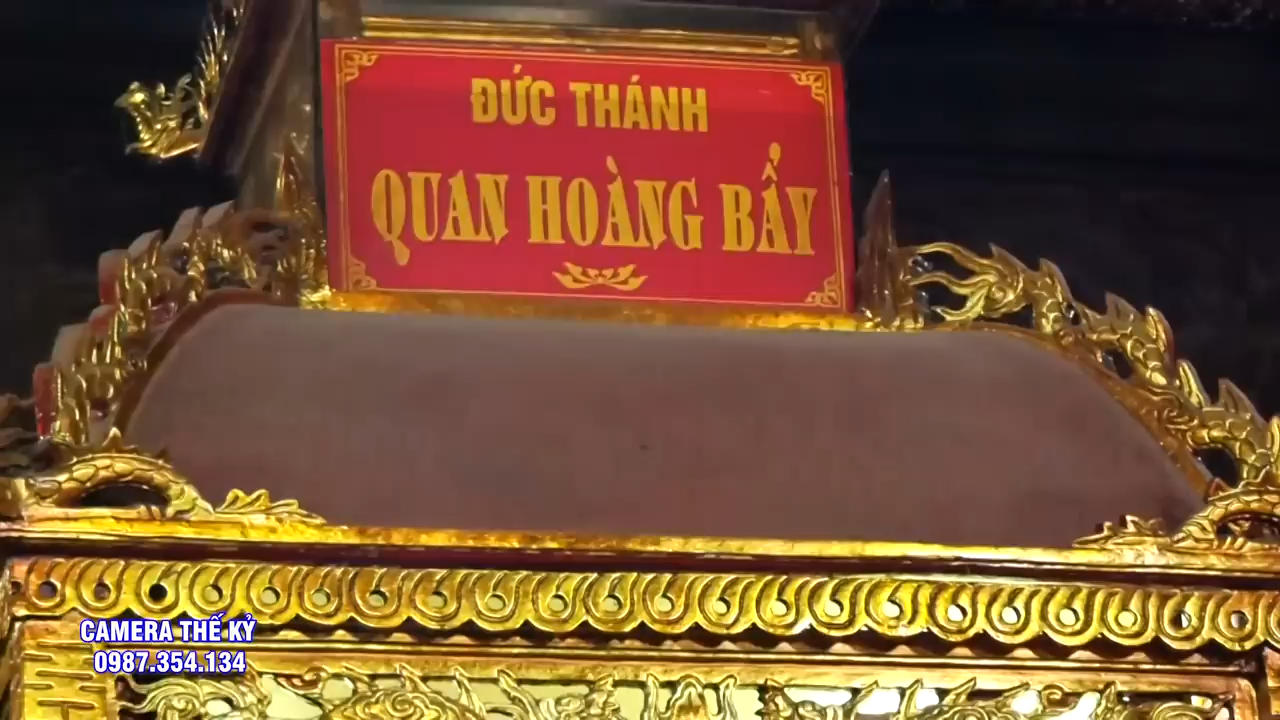 ĐỨC THÁNH
QUAN HOÀNG BẨY
CAMERA THẾ KỶ
0987.354.134